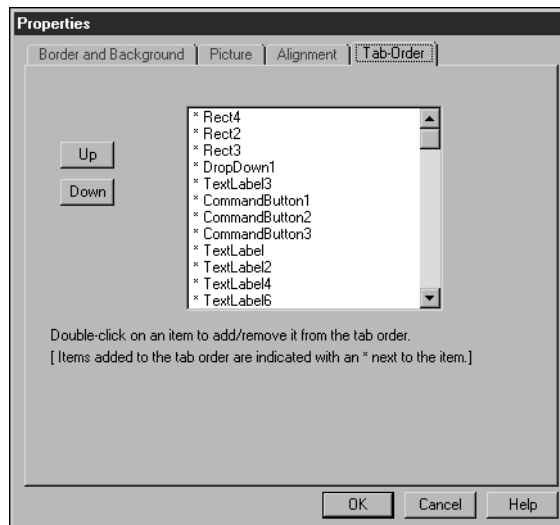 Properties
Border and Background Picture Alignment Tab-Order
Up
Down
* Rect4
* Rect2
* Rect3
* DropDown1
* TextLabel3
* CommandButton1
* CommandButton2
* CommandButton3
* TextLabel
* TextLabel2
* TextLabel4
* TextLabel6
Double-click on an item to add/remove it from the tab order.
[ Items added to the tab order are indicated with an * next to the item.]
OK Cancel Help